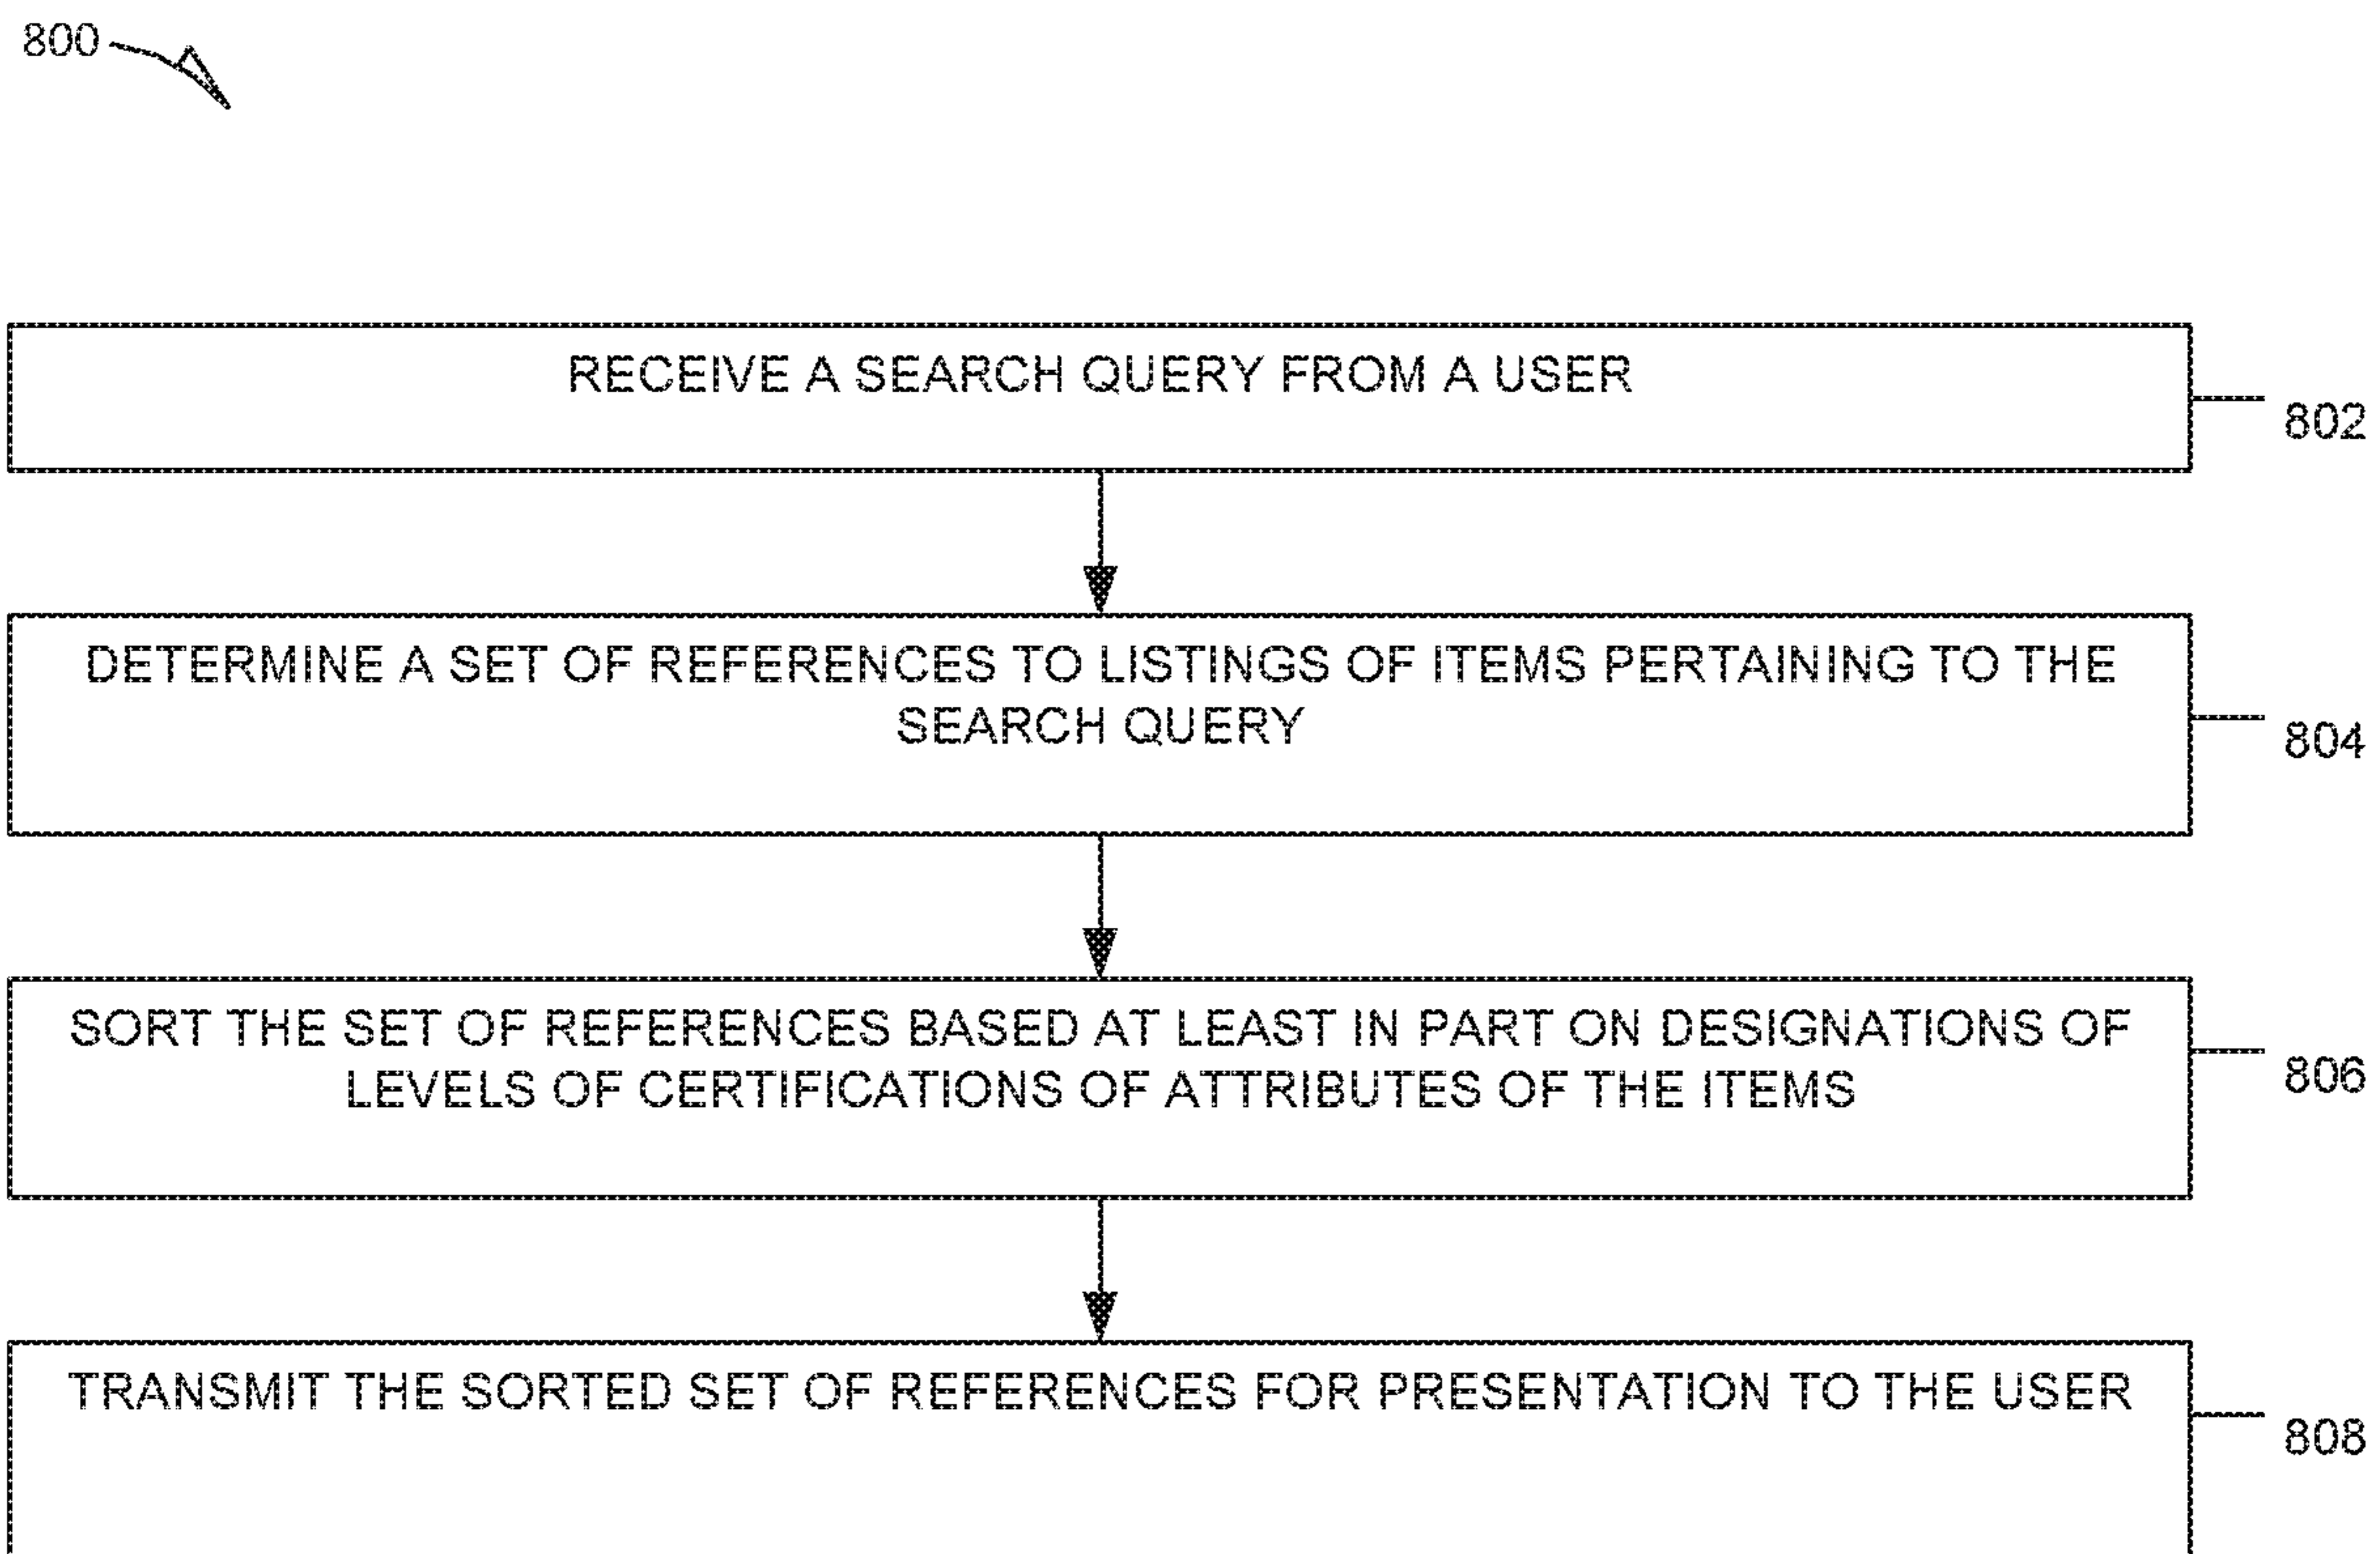 800
RECEIVE A SEARCH QUERY FROM A USER
802
DETERMINE A SET OF REFERENCES TO LISTINGS OF ITEMS PERTAINING TO THE
SEARCH QUERY
804
SORT THE SET OF REFERENCES BASED AT LEAST IN PART ON DESIGNATIONS OF
LEVELS OF CERTIFICATIONS OF ATTRIBUTES OF THE ITEMS
806
TRANSMIT THE SORTED SET OF REFERENCES FOR PRESENTATION TO THE USER
808